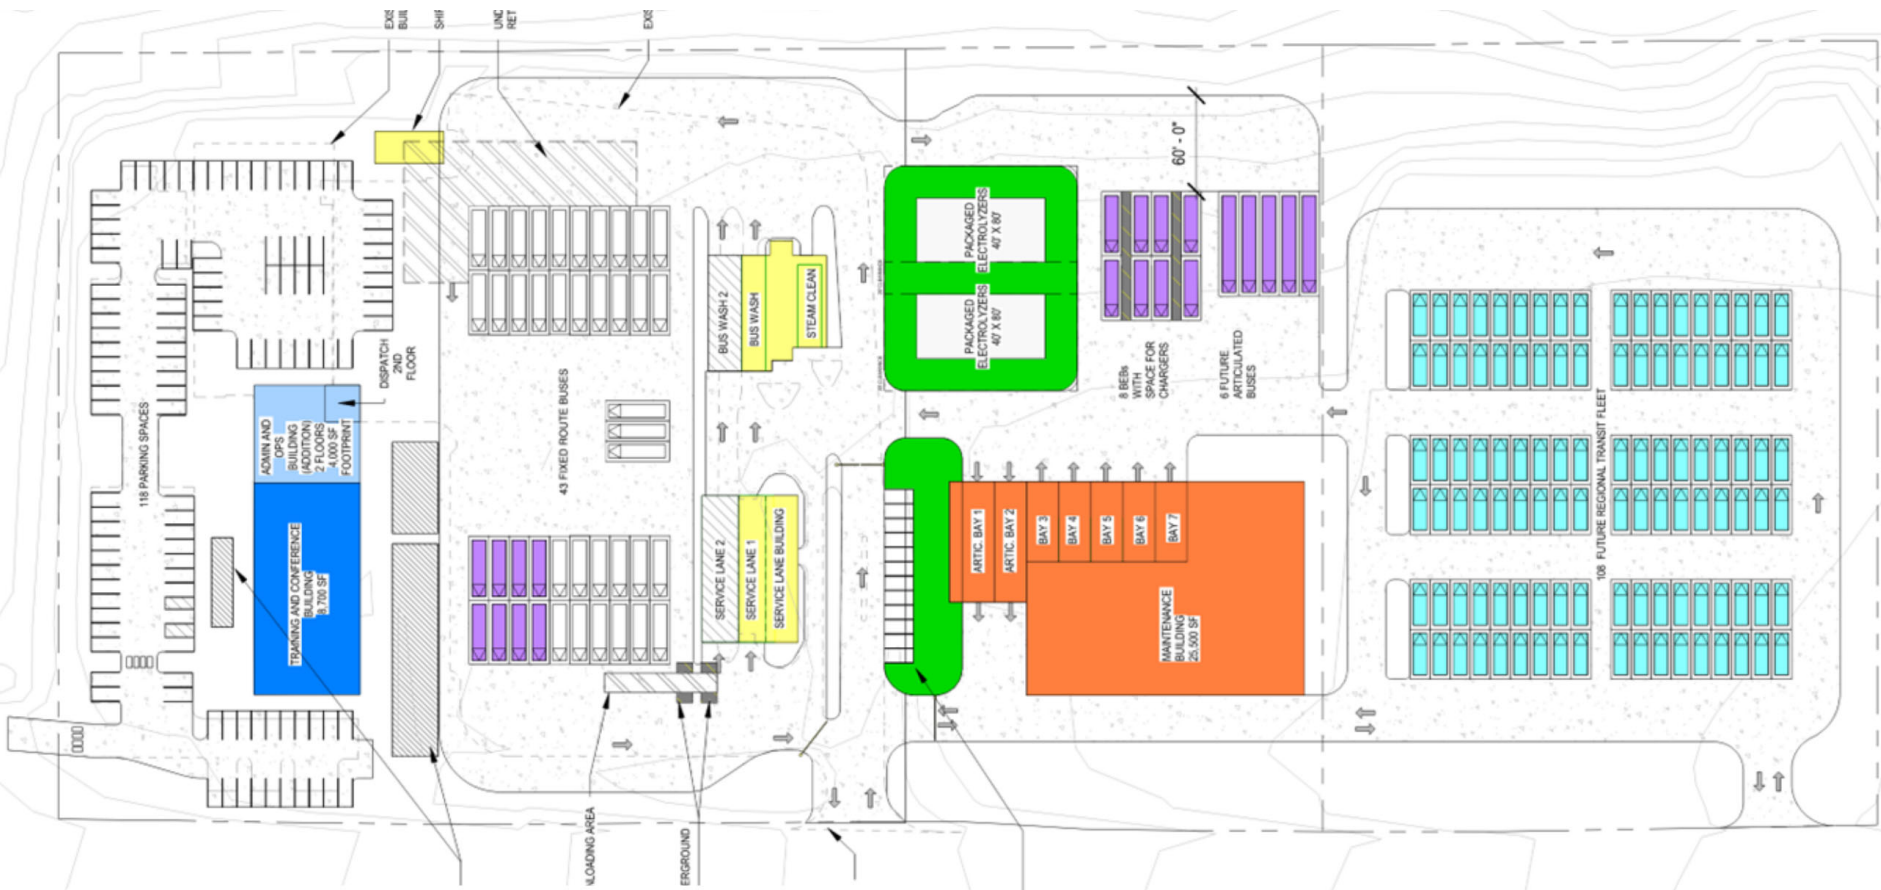 118 PARKING SPACES
ADMIN AND
OPS
BUILDING
(ADDITION)
2 FLOORS
4,000 SF
FOOTPRINT
TRAINING AND CONFERENCE
BUILDING
8,700 SF
DISPATCH
2ND
FLOOR
43 FIXED ROUTE BUSES
BUS WASH 2
BUS WASH
STEAM CLEAN
SERVICE LANE 2
SERVICE LANE 1
SERVICE LANE BUILDING
PACKAGED
ELECTROLYZERS
40' X 80'
PACKAGED
ELECTROLYZERS
40' X 80'
60' - 0"
8 BEBs
WITH
SPACE FOR
CHARGERS
6 FUTURE
ARTICULATED
BUSES
ARTIC. BAY 1
ARTIC. BAY 2
BAY 3
BAY 4
BAY 5
BAY 6
BAY 7
MAINTENANCE
BUILDING
25,500 SF
108 FUTURE REGIONAL TRANSIT FLEET